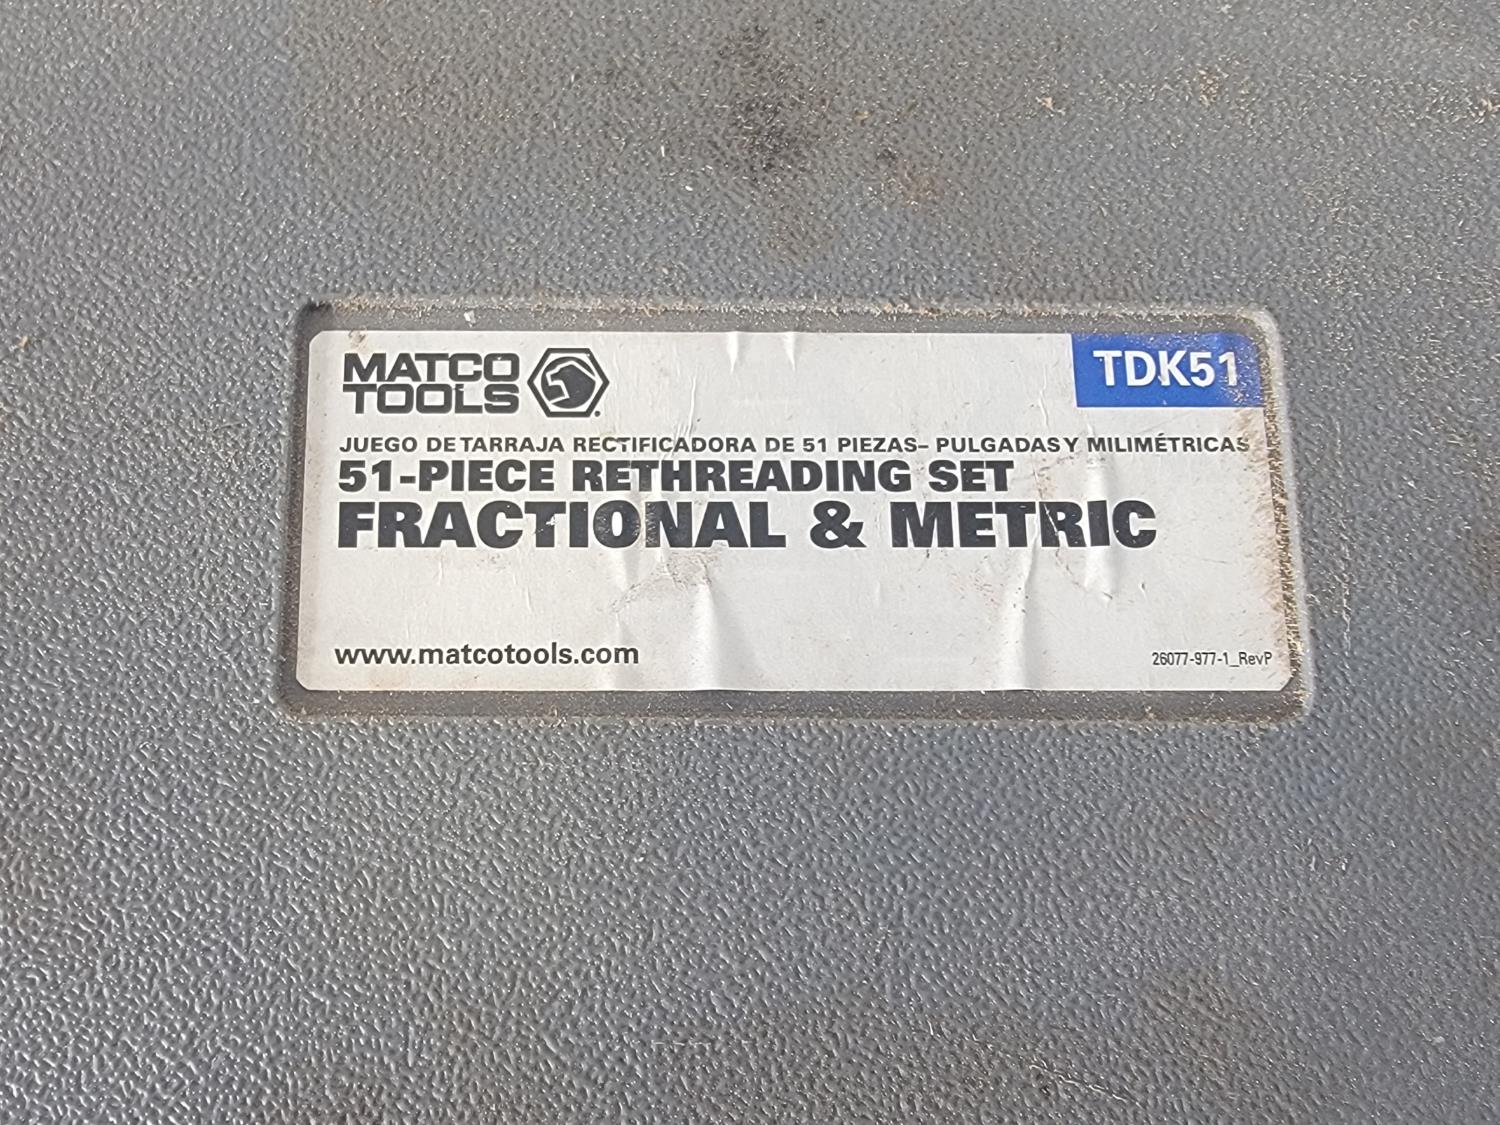 MATCO
TOOLS
TDK51
JUEGO DE TARRAJA RECTIFICADORA DE 51 PIEZAS– PULGADAS Y MILIMÉTRICAS
51-PIECE RETHREADING SET
FRACTIONAL & METRIC
www.matcotools.com
26077-977-1_RevP